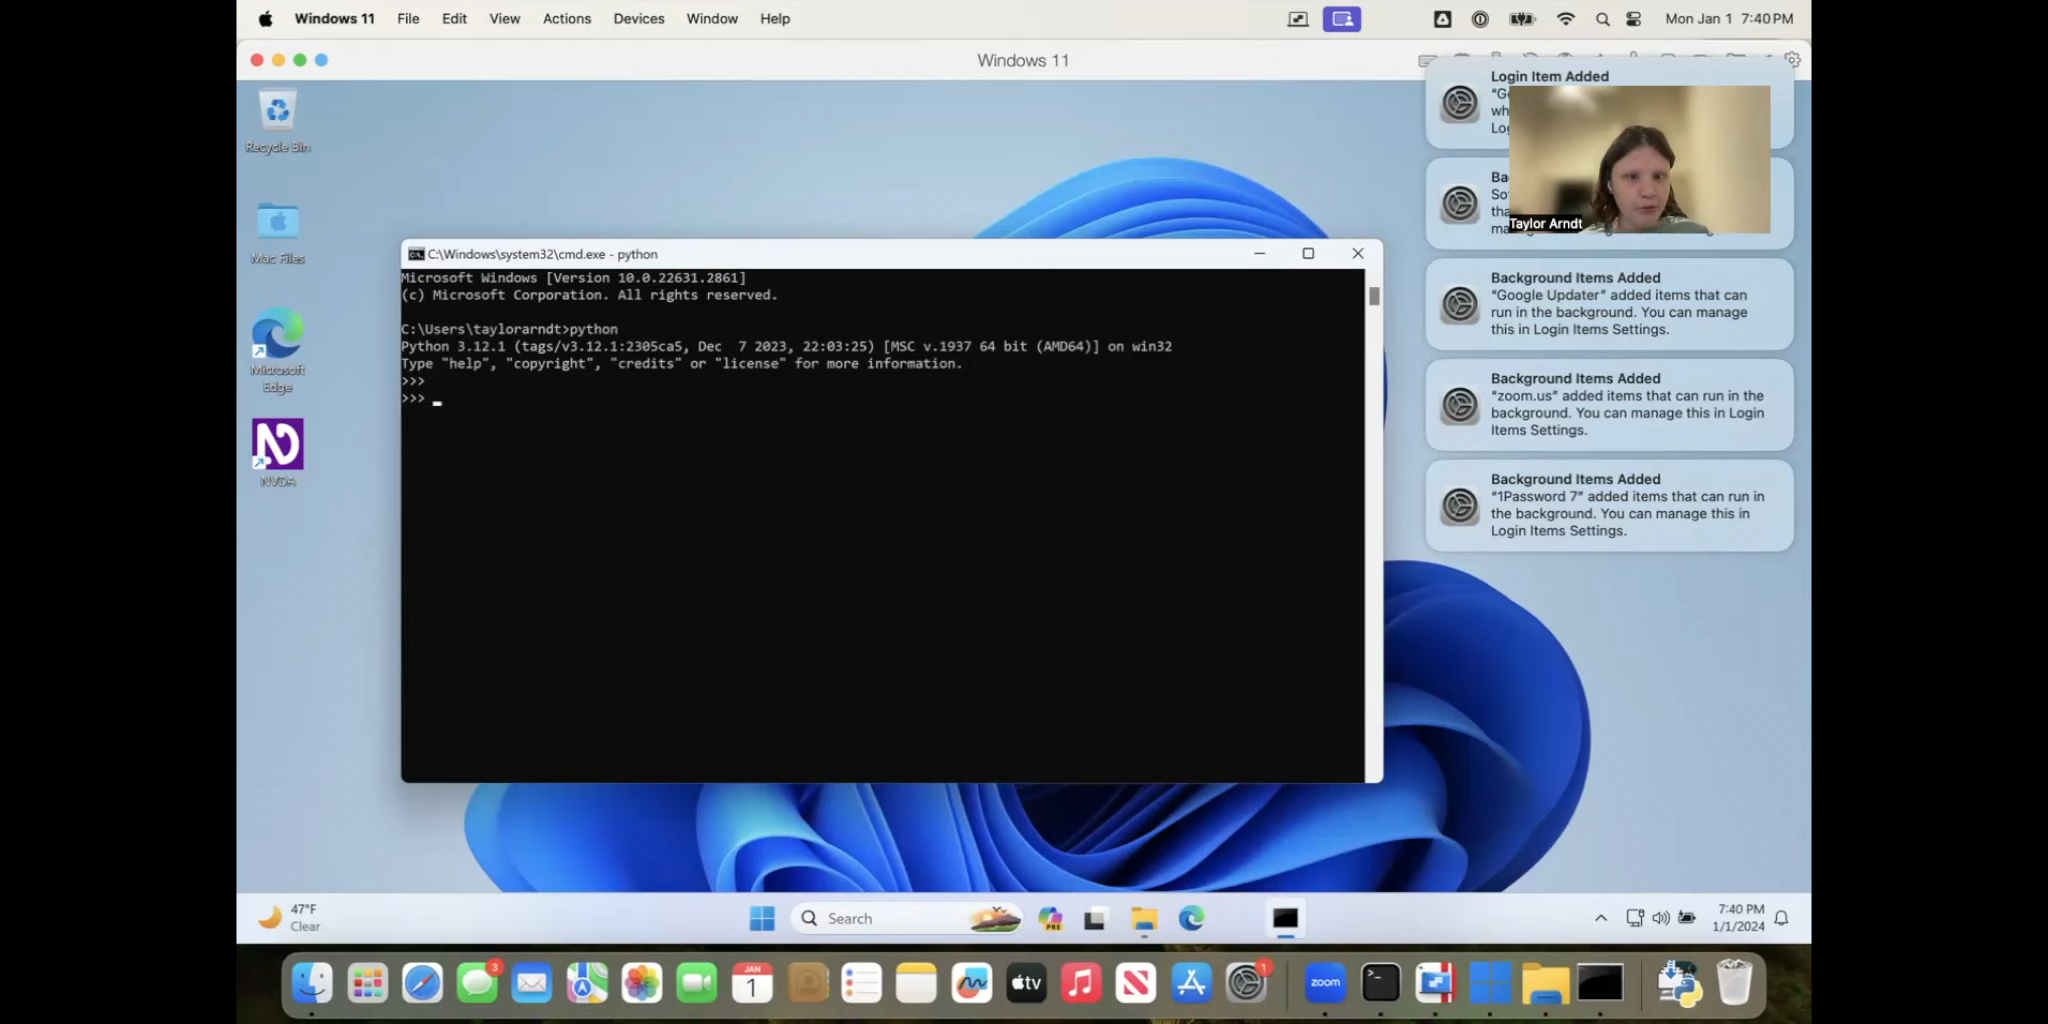 Windows 11 File Edit View Actions Devices Window Help
Mon Jan 1 7:40 PM
Windows 11
Recycle Bin
Mac Files
Microsoft
Edge
NVDA
C:\Windows\system32\cmd.exe - python
Microsoft Windows [Version 10.0.22631.2861]
(c) Microsoft Corporation. All rights reserved.
C:\Users\taylorarndt>python
Python 3.12.1 (tags/v3.12.1:2305ca5, Dec  7 2023, 22:03:25) [MSC v.1937 64 bit (AMD64)] on win32
Type "help", "copyright", "credits" or "license" for more information.
>>>
>>>
Login Item Added
Taylor Arndt
Background Items Added
“Google Updater” added items that can
run in the background. You can manage
this in Login Items Settings.
Background Items Added
“zoom.us” added items that can run in the
background. You can manage this in Login
Items Settings.
Background Items Added
“1Password 7” added items that can run in
the background. You can manage this in
Login Items Settings.
47°F
Clear
Search
PRE
7:40 PM
1/1/2024
3
JAN
1
tv
1
zoom